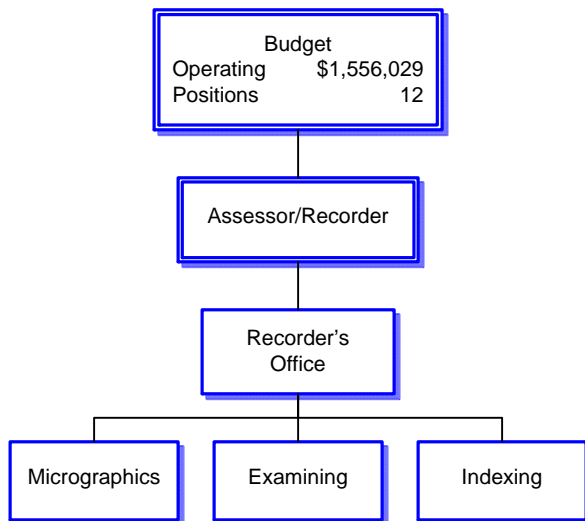 Budget
Operating $1,556,029
Positions 12
Assessor/Recorder
Recorder's
Office
Micrographics Examining Indexing